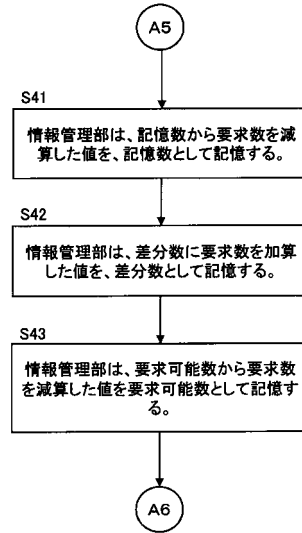 A5
S41
情報管理部は、記憶数から要求数を減
算した値を、記憶数として記憶する。
S42
情報管理部は、差分数に要求数を加算
した値を、差分数として記憶する。
S43
情報管理部は、要求可能数から要求数
を減算した値を要求可能数として記憶す
る。
A6